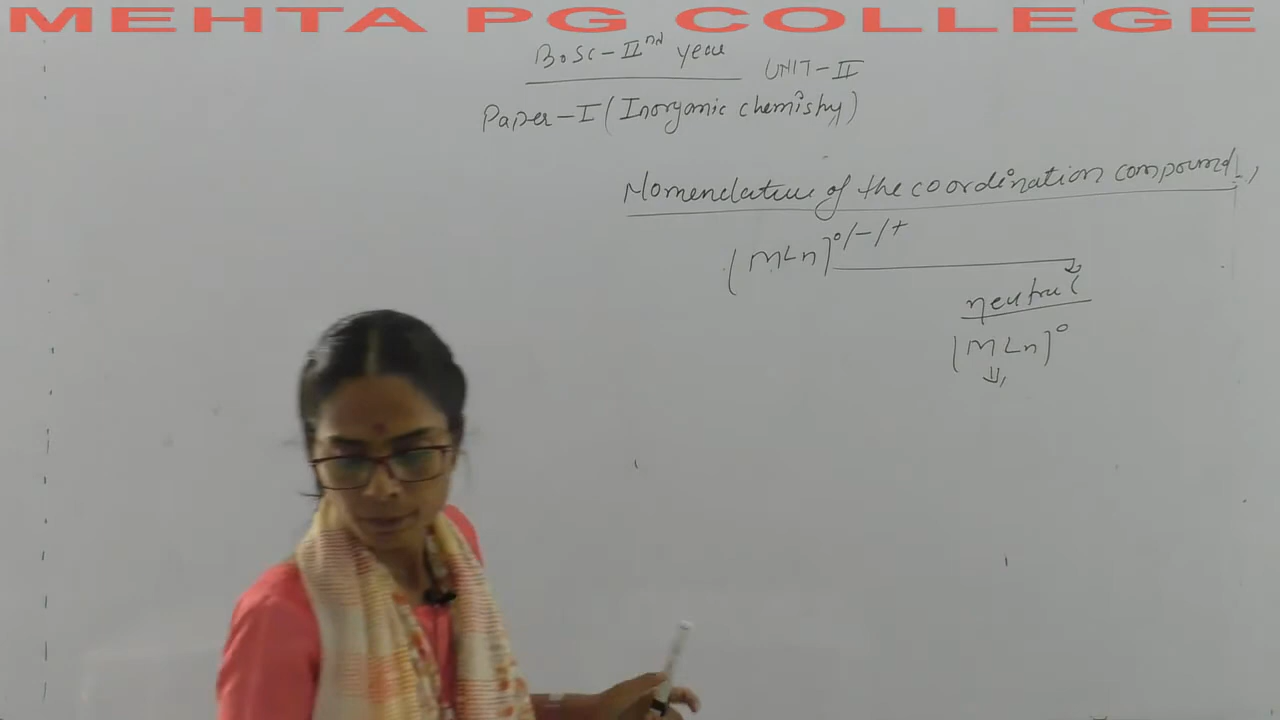 MEHTA PG COLLEGE
B.Sc-IInd year
UNIT-II
Paper-I (Inorganic chemistry)
Nomenclature of the coordination compound,
[MLn]0/-/+
neutral
[MLn]0